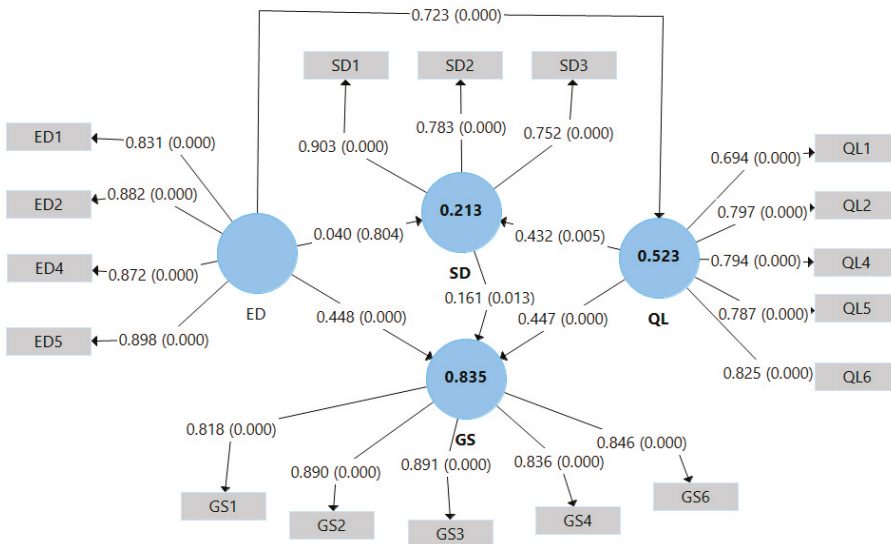 0.723 (0.000)
SD1
SD2
SD3
0.903 (0.000)
0.783 (0.000)
0.752 (0.000)
ED1
ED2
ED4
ED5
0.831 (0.000)
0.882 (0.000)
0.872 (0.000)
0.898 (0.000)
ED
0.040 (0.804)
0.213
SD
0.432 (0.005)
0.523
QL
0.694 (0.000)
0.797 (0.000)
0.794 (0.000)
0.787 (0.000)
0.825 (0.000)
QL1
QL2
QL4
QL5
QL6
0.448 (0.000)
0.161 (0.013)
0.447 (0.000)
0.835
GS
0.818 (0.000)
0.890 (0.000)
0.891 (0.000)
0.836 (0.000)
0.846 (0.000)
GS1
GS2
GS3
GS4
GS6